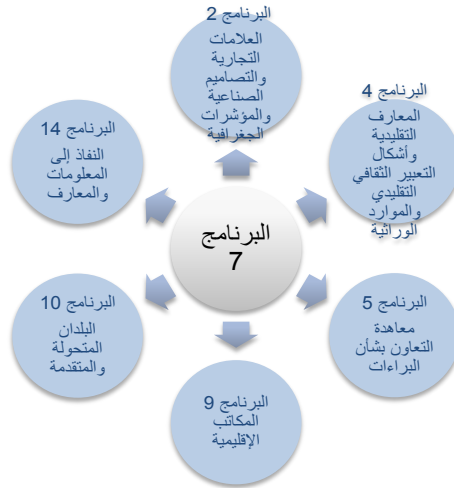 البرنامج 2
العلامات
التجارية
والتصاميم
الصناعية
والمؤشرات
الجغرافية
البرنامج 4
المعارف
التقليدية
وأشكال
التعبير الثقافي
التقليدي
والموارد
الوراثية
البرنامج 14
النفاذ إلى
المعلومات
والمعارف
البرنامج
7
البرنامج 5
معاهدة
التعاون بشأن
البراءات
البرنامج 10
البلدان
المتحولة
والمتقدمة
البرنامج 9
المكاتب
الإقليمية